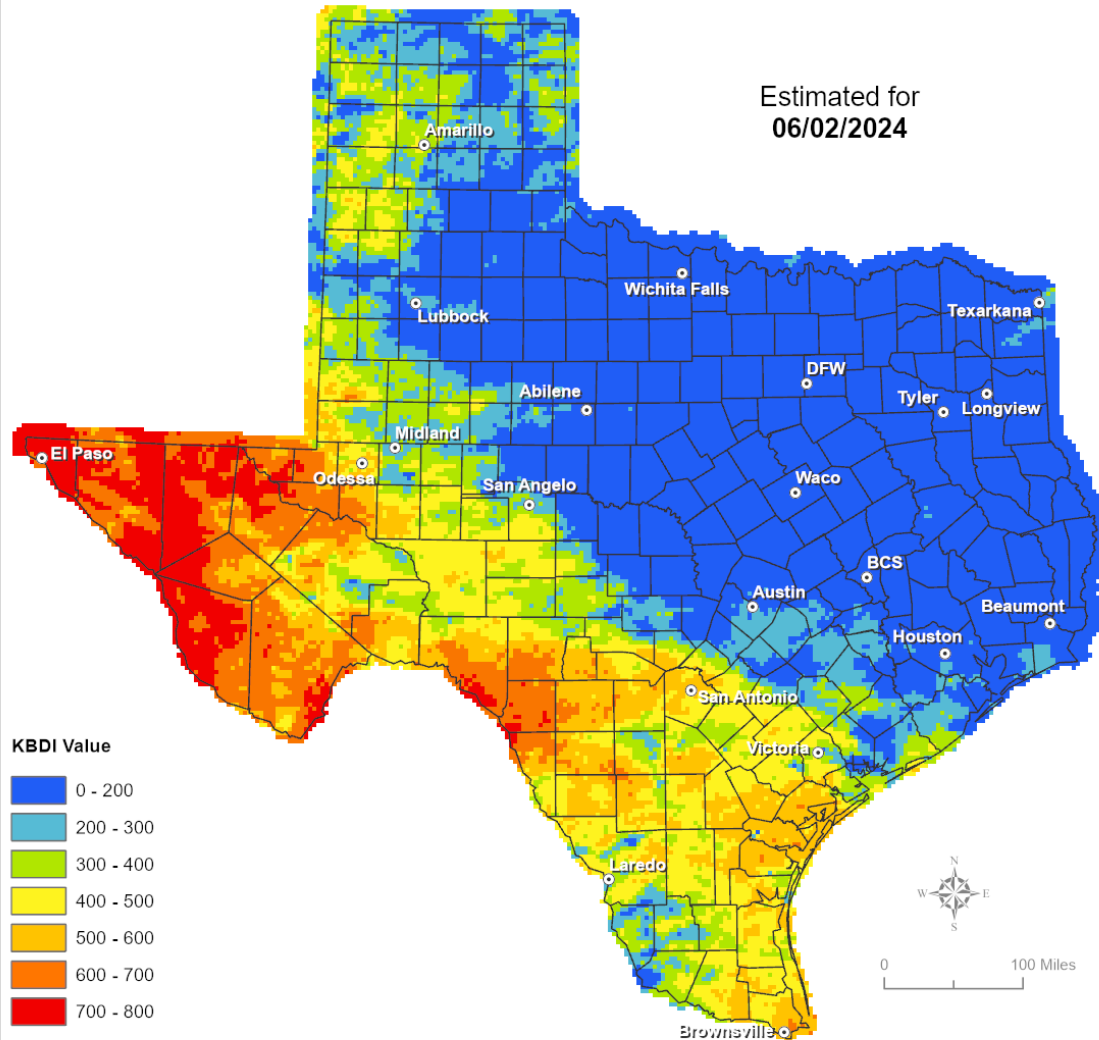 Estimated for
06/02/2024
Amarillo
Wichita Falls
Lubbock
Texarkana
DFW
Abilene
Tyler
Longview
Midland
El Paso
Odessa
San Angelo
Waco
BCS
Austin
Beaumont
Houston
San Antonio
Victoria
KBDI Value
0 - 200
200 - 300
300 - 400
400 - 500
500 - 600
600 - 700
700 - 800
Laredo
N
W E
S
0 100 Miles
Brownsville